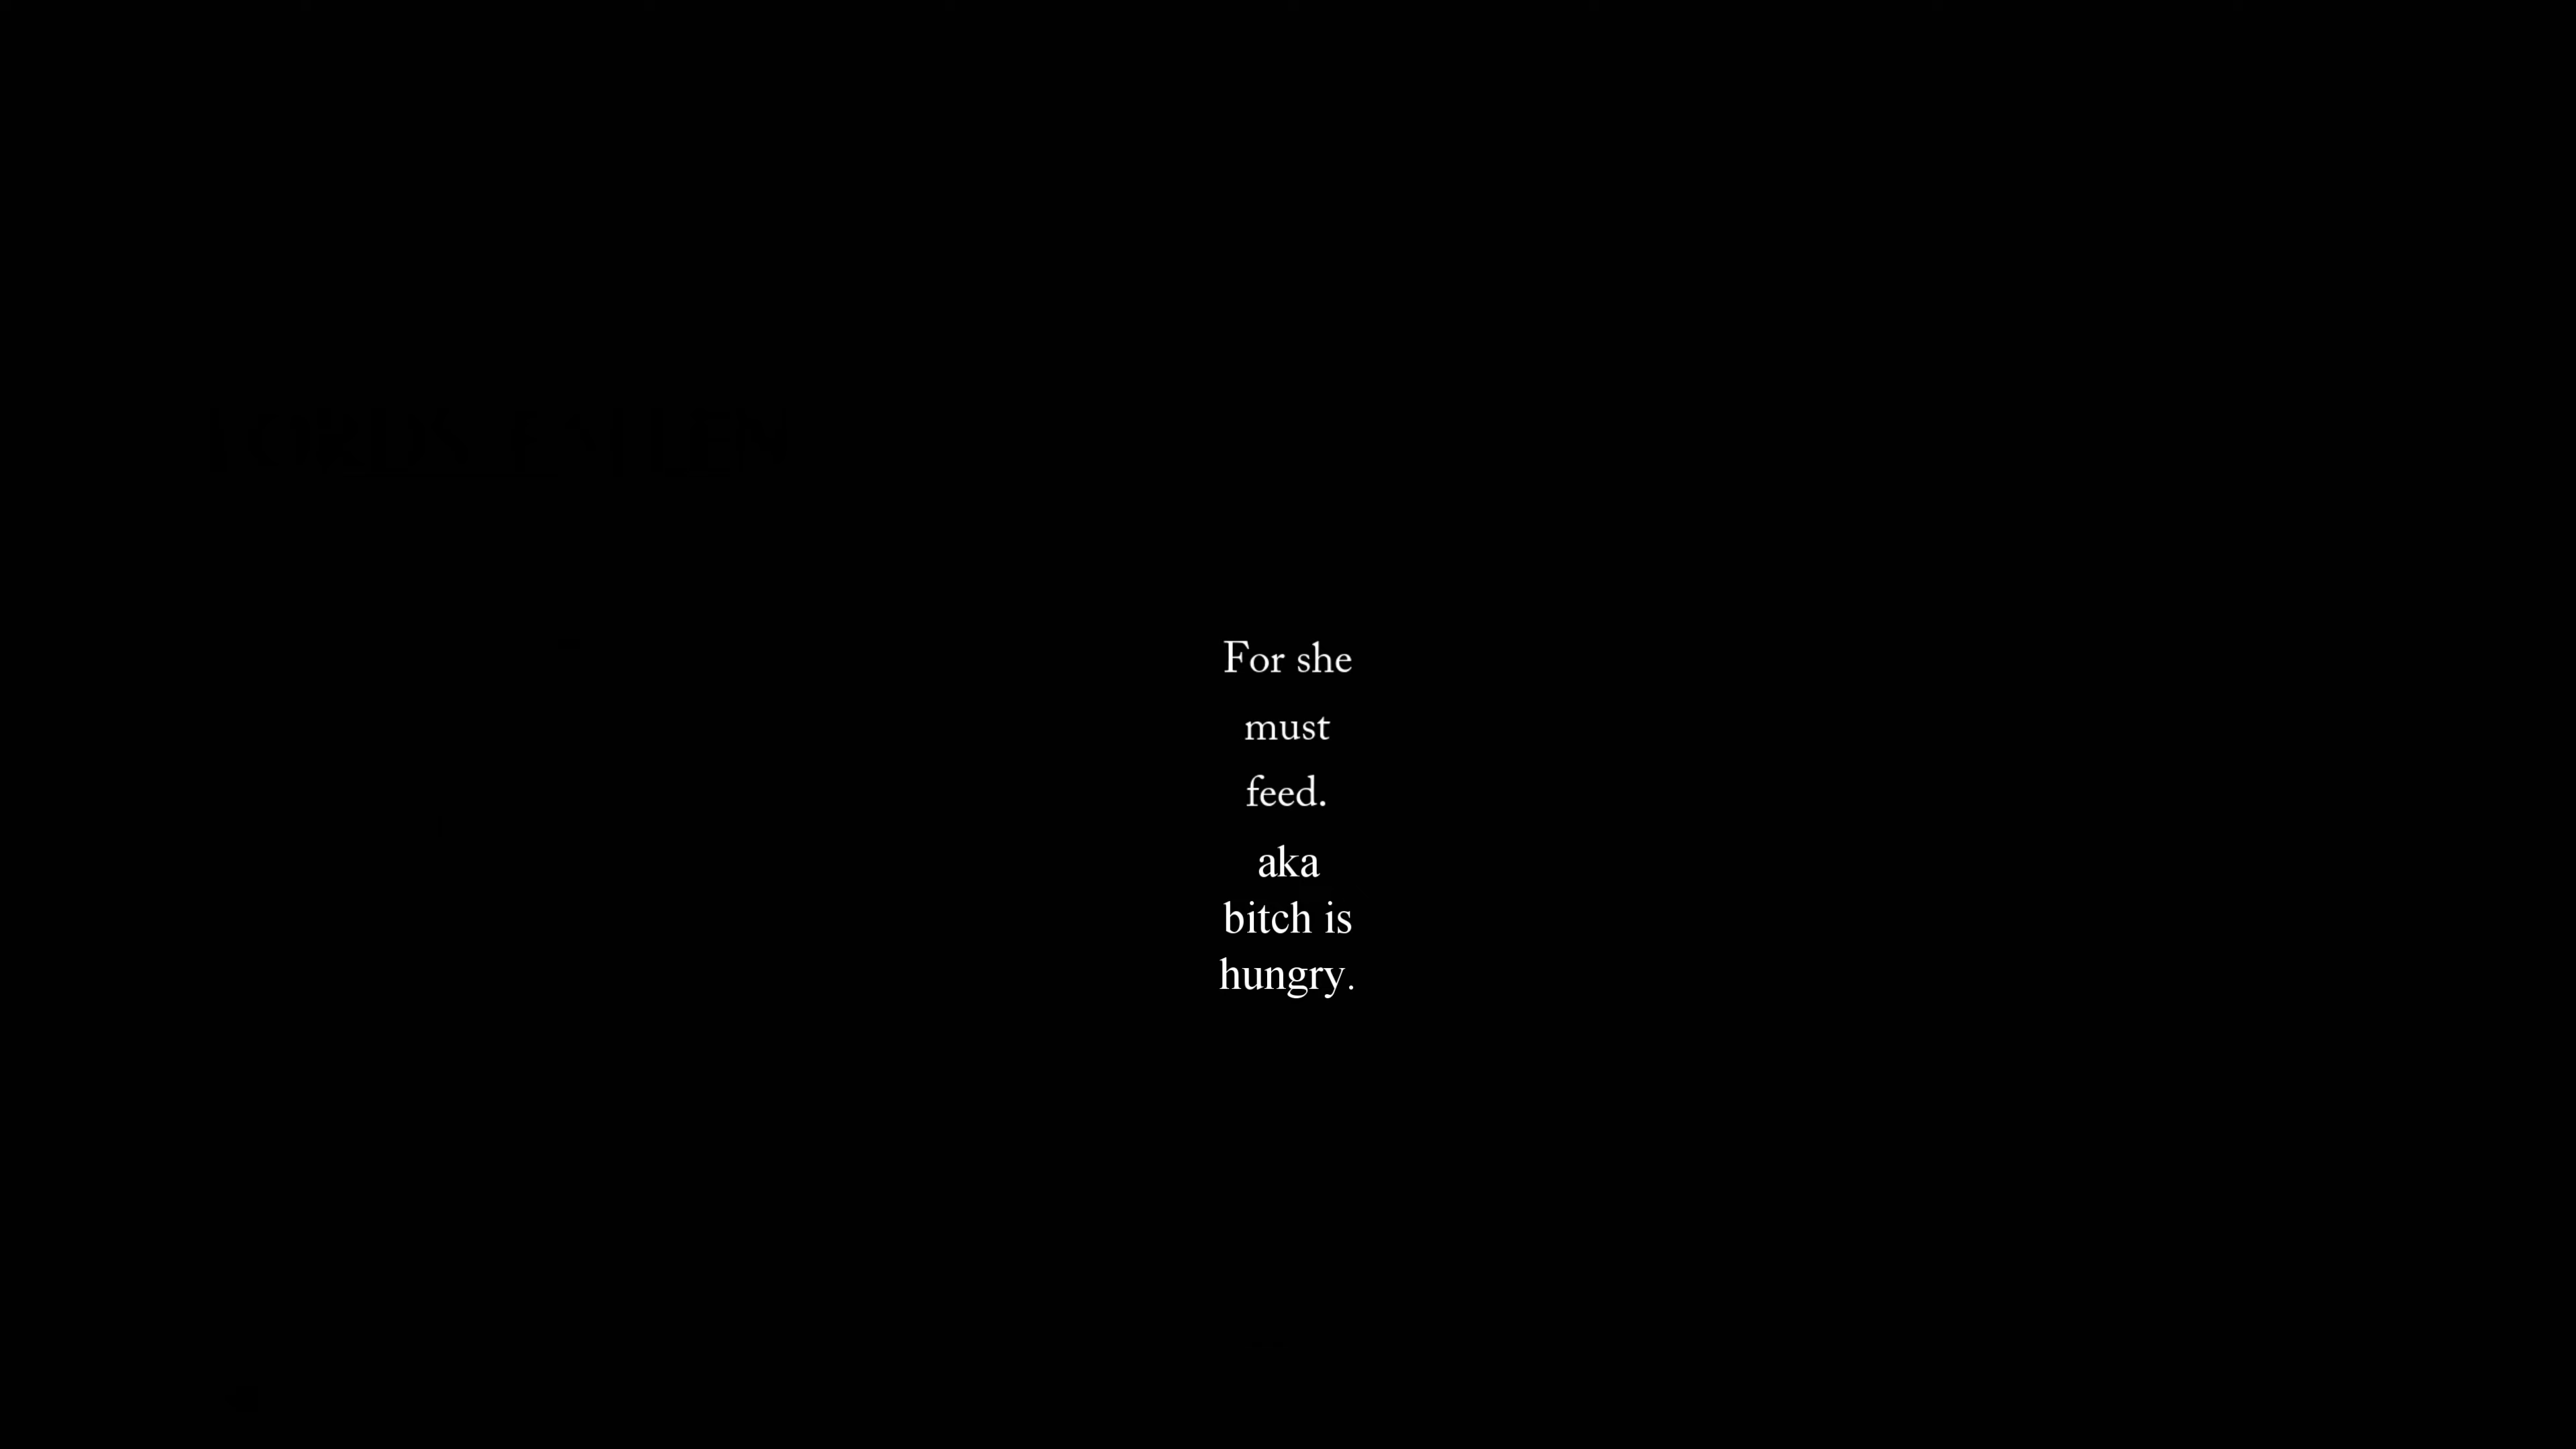 For she
must
feed.
aka
bitch is
hungry.